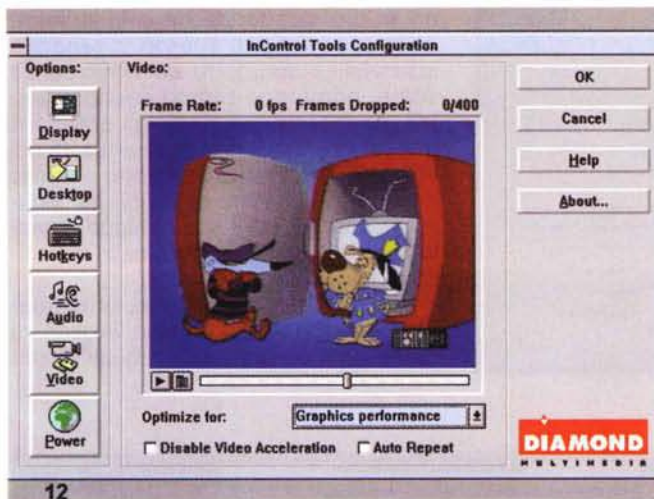 InControl Tools Configuration
Options:
Display
Desktop
Hotkeys
Audio
Video
Power
Video:
Frame Rate: 0 fps Frames Dropped: 0/400
Optimize for: Graphics performance
Disable Video Acceleration Auto Repeat
OK
Cancel
Help
About...
DIAMOND
MULTIMEDIA
12